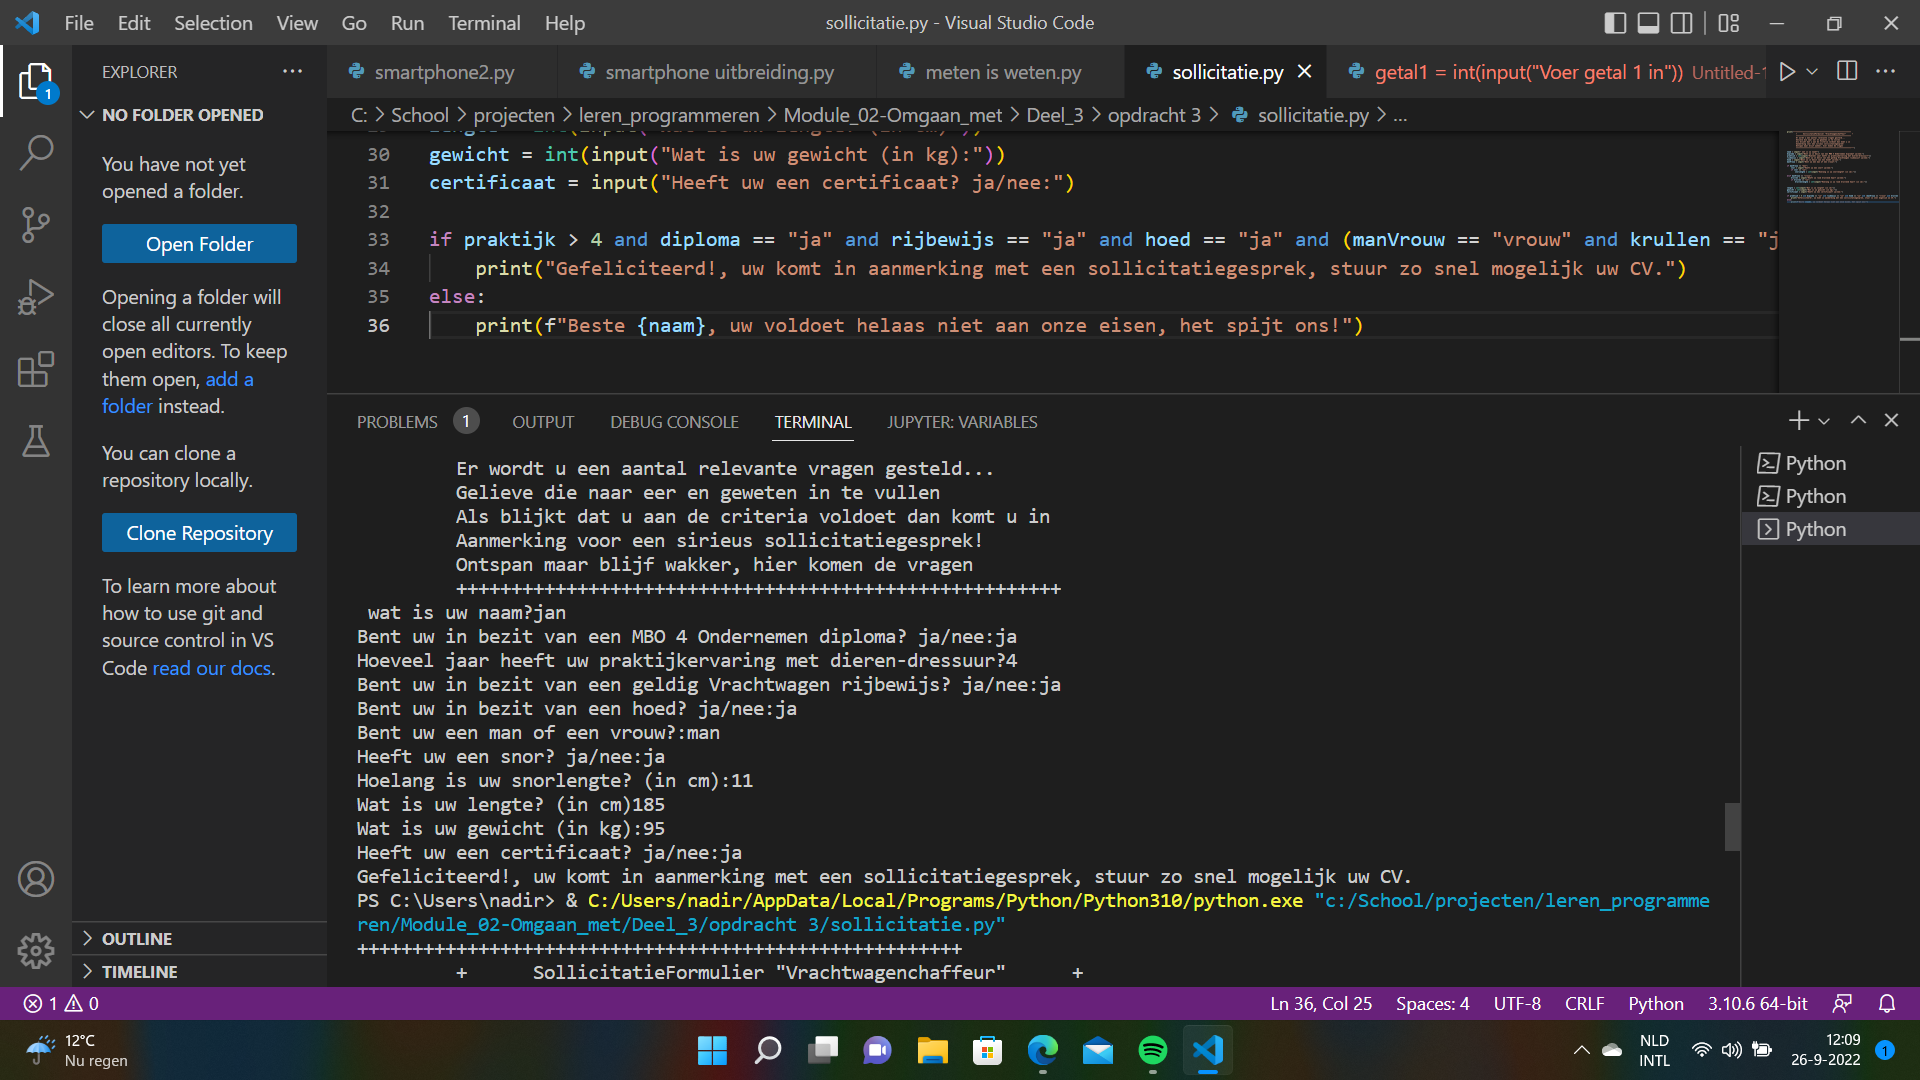 File Edit Selection View Go Run Terminal Help
sollicitatie.py - Visual Studio Code
EXPLORER
smartphone2.py
smartphone uitbreiding.py
meten is weten.py
sollicitatie.py
getal1 = int(input("Voer getal 1 in")) Untitled-1
C: > School > projecten > leren_programmeren > Module_02-Omgaan_met > Deel_3 > opdracht 3 > sollicitatie.py > ...
1
NO FOLDER OPENED
You have not yet
opened a folder.
Open Folder
Opening a folder will
close all currently
open editors. To keep
them open, add a
folder instead.
You can clone a
repository locally.
Clone Repository
To learn more about
how to use git and
source control in VS
Code read our docs.
OUTLINE
TIMELINE
30 gewicht = int(input("Wat is uw gewicht (in kg):"))
31 certificaat = input("Heeft uw een certificaat? ja/nee:")
32
33 if praktijk > 4 and diploma == "ja" and rijbewijs == "ja" and hoed == "ja" and (manVrouw == "vrouw" and krullen == "j
34 print("Gefeliciteerd!, uw komt in aanmerking met een sollicitatiegesprek, stuur zo snel mogelijk uw CV.")
35 else:
36 print(f"Beste {naam}, uw voldoet helaas niet aan onze eisen, het spijt ons!")
PROBLEMS 1 OUTPUT DEBUG CONSOLE TERMINAL JUPYTER: VARIABLES
Er wordt u een aantal relevante vragen gesteld...
Gelieve die naar eer en geweten in te vullen
Als blijkt dat u aan de criteria voldoet dan komt u in
Aanmerking voor een sirieus sollicitatiegesprek!
Ontspan maar blijf wakker, hier komen de vragen
+++++++++++++++++++++++++++++++++++++++++++++++++++++++
wat is uw naam?jan
Bent uw in bezit van een MBO 4 Ondernemen diploma? ja/nee:ja
Hoeveel jaar heeft uw praktijkervaring met dieren-dressuur?4
Bent uw in bezit van een geldig Vrachtwagen rijbewijs? ja/nee:ja
Bent uw in bezit van een hoed? ja/nee:ja
Bent uw een man of een vrouw?:man
Heeft uw een snor? ja/nee:ja
Hoelang is uw snorlengte? (in cm):11
Wat is uw lengte? (in cm)185
Wat is uw gewicht (in kg):95
Heeft uw een certificaat? ja/nee:ja
Gefeliciteerd!, uw komt in aanmerking met een sollicitatiegesprek, stuur zo snel mogelijk uw CV.
PS C:\Users\nadir> & C:/Users/nadir/AppData/Local/Programs/Python/Python310/python.exe "c:/School/projecten/leren_programme
ren/Module_02-Omgaan_met/Deel_3/opdracht 3/sollicitatie.py"
+++++++++++++++++++++++++++++++++++++++++++++++++++++++
+ SollicitatieFormulier "Vrachtwagenchaffeur" +
Python
Python
Python
1 0
Ln 36, Col 25 Spaces: 4 UTF-8 CRLF Python 3.10.6 64-bit
12°C
Nu regen
NLD
INTL
12:09
26-9-2022
1